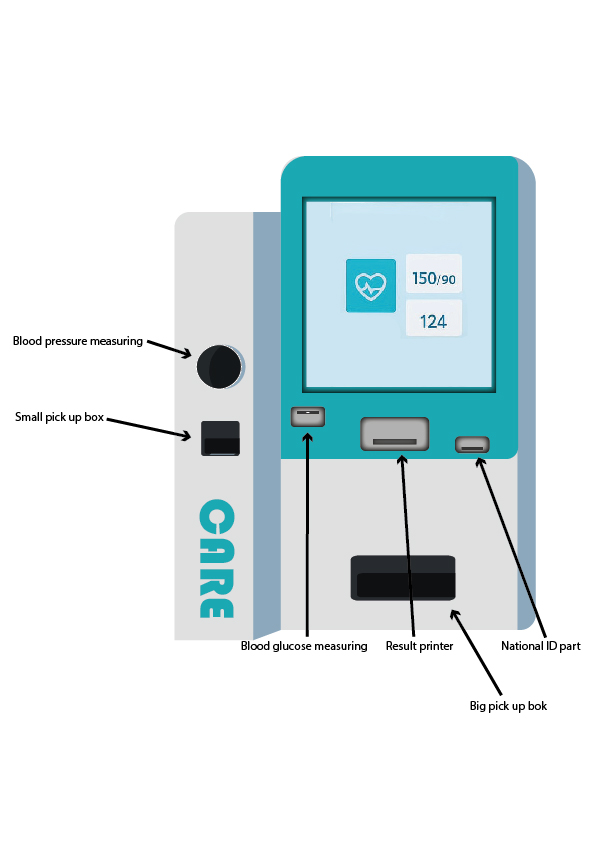 150/90
124
Blood pressure measuring
Small pick up box
CARE
Blood glucose measuring
Result printer
National ID part
Big pick up bok